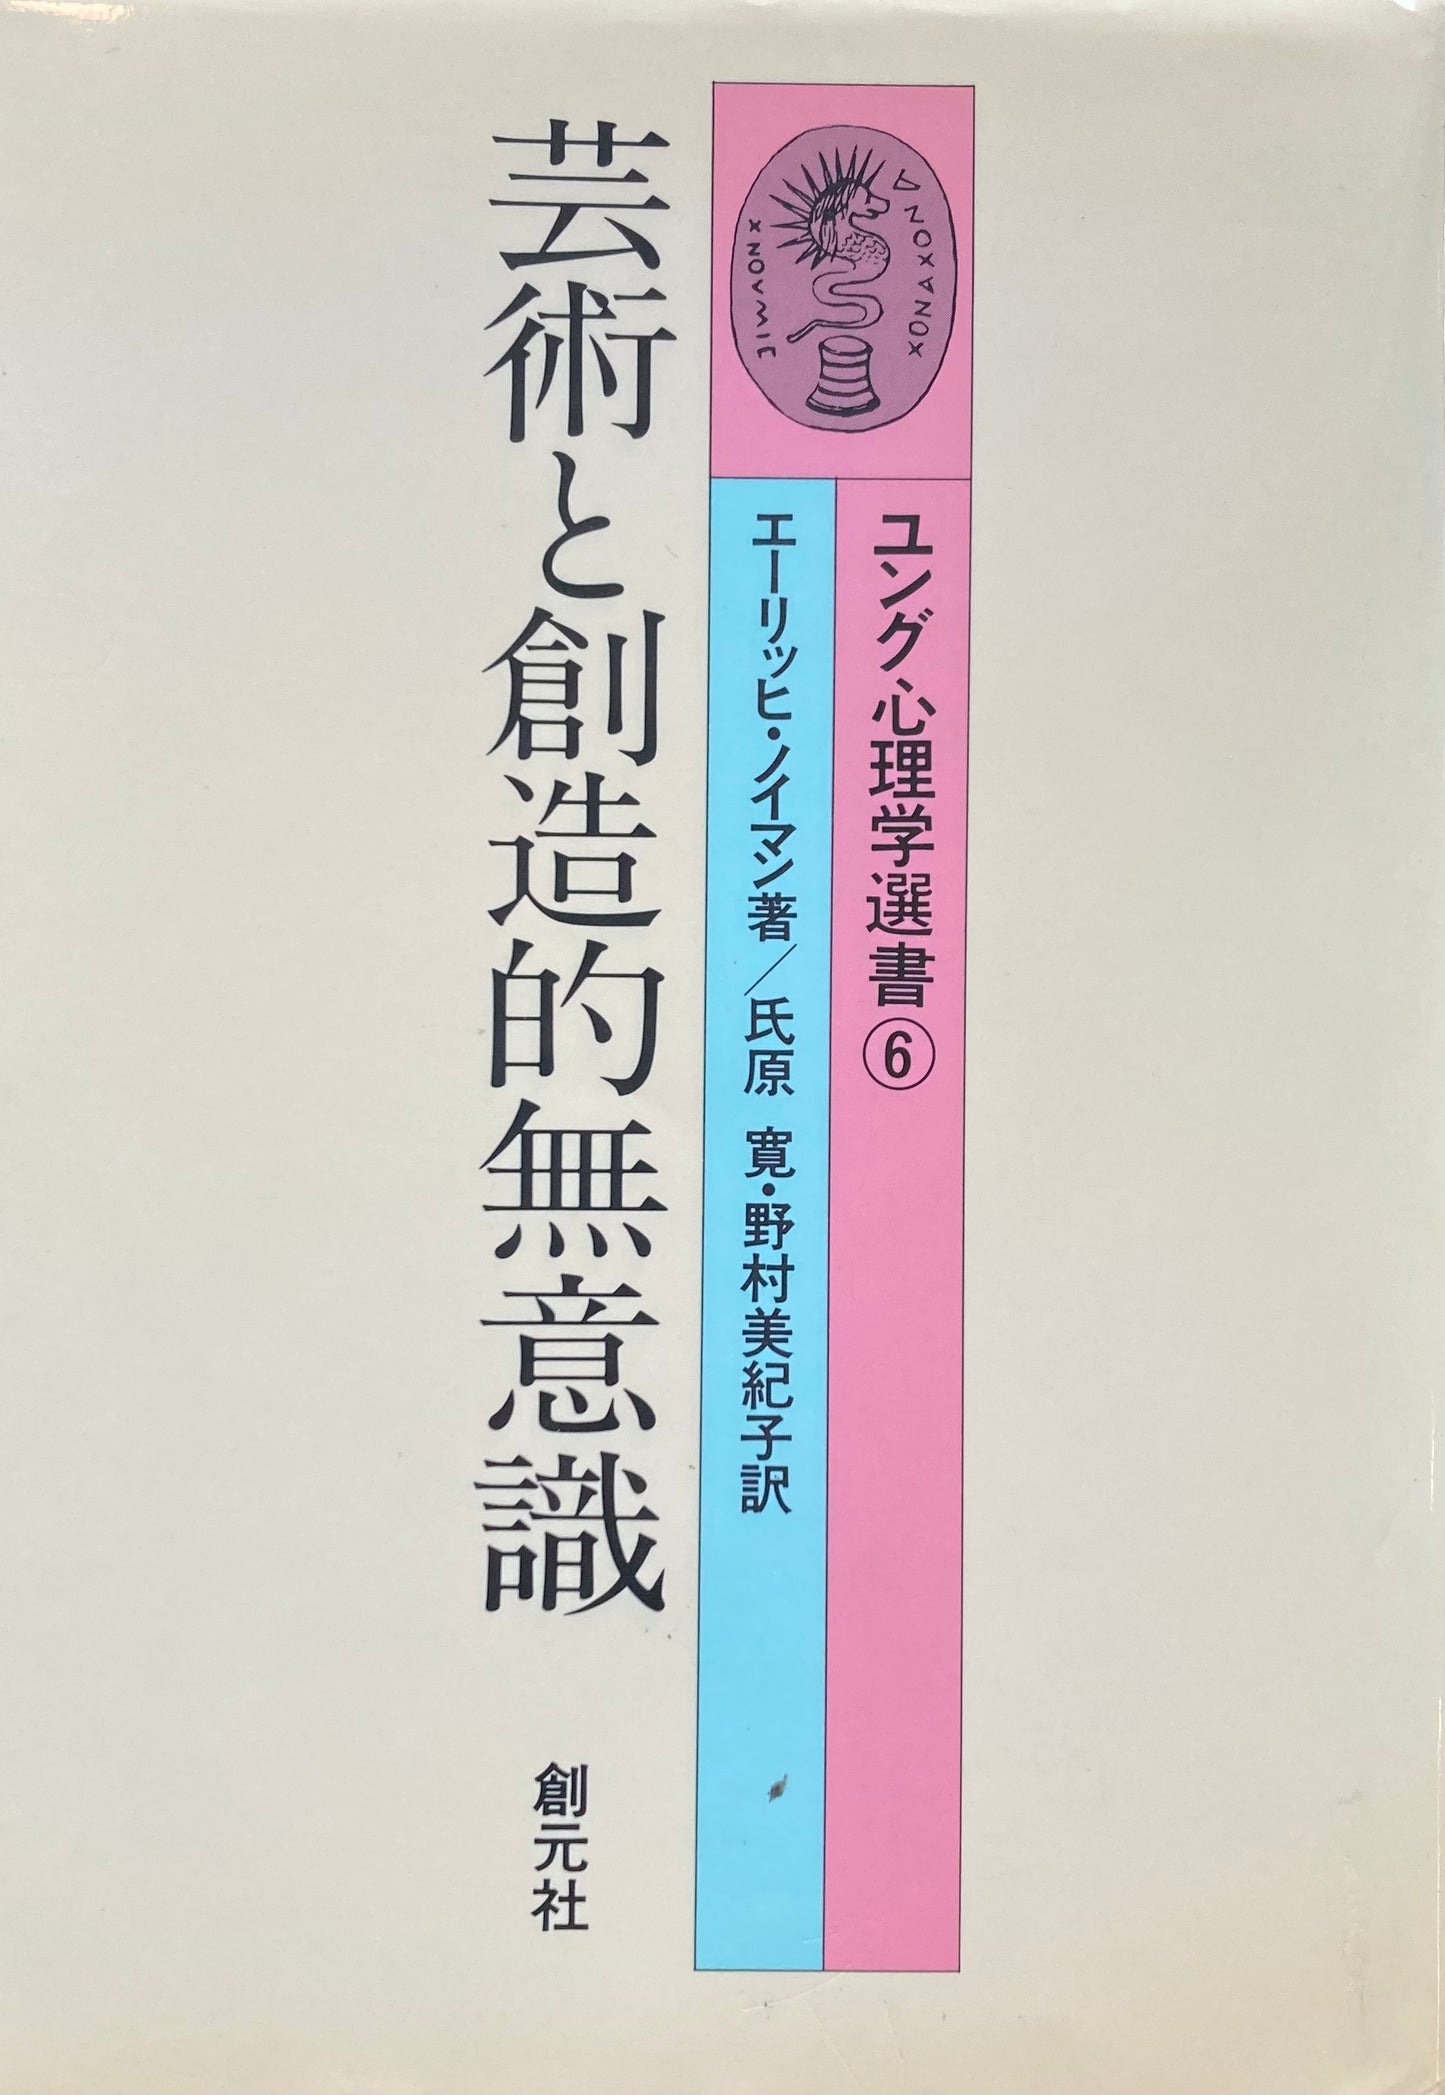 ユング心理学選書⑥
エーリッヒ・ノイマン著／氏原 寛・野村美紀子訳
芸術と創造的無意識
創元社